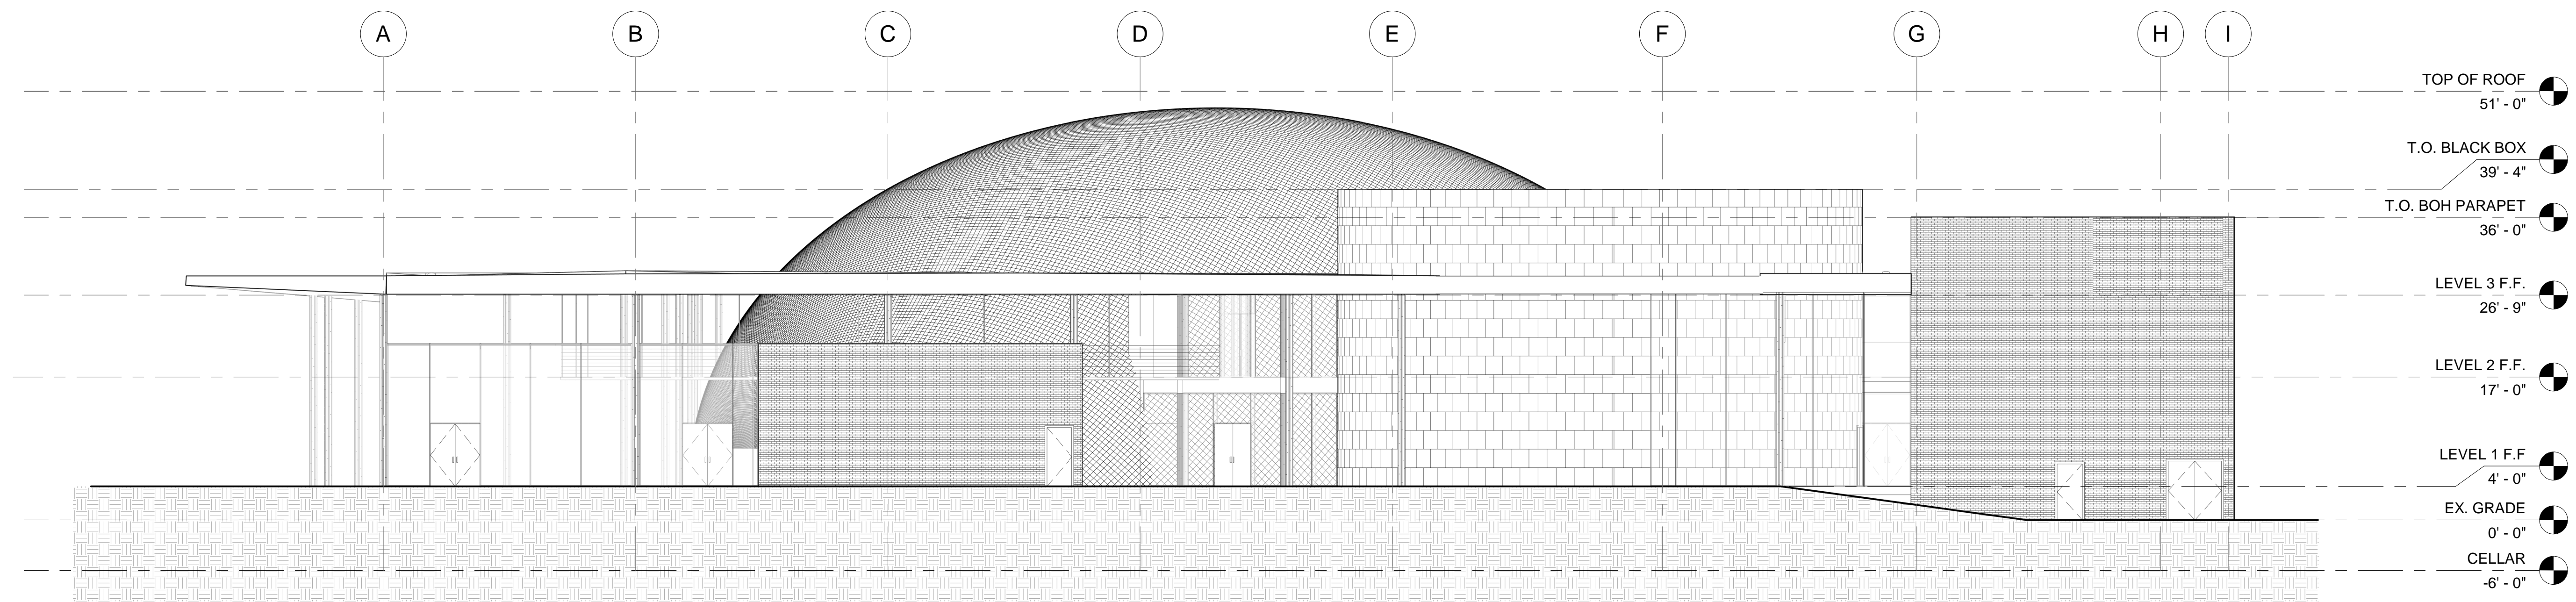 A B C D E F G H I
TOP OF ROOF
51' - 0"
T.O. BLACK BOX
39' - 4"
T.O. BOH PARAPET
36' - 0"
LEVEL 3 F.F.
26' - 9"
LEVEL 2 F.F.
17' - 0"
LEVEL 1 F.F
4' - 0"
EX. GRADE
0' - 0"
CELLAR
-6' - 0"